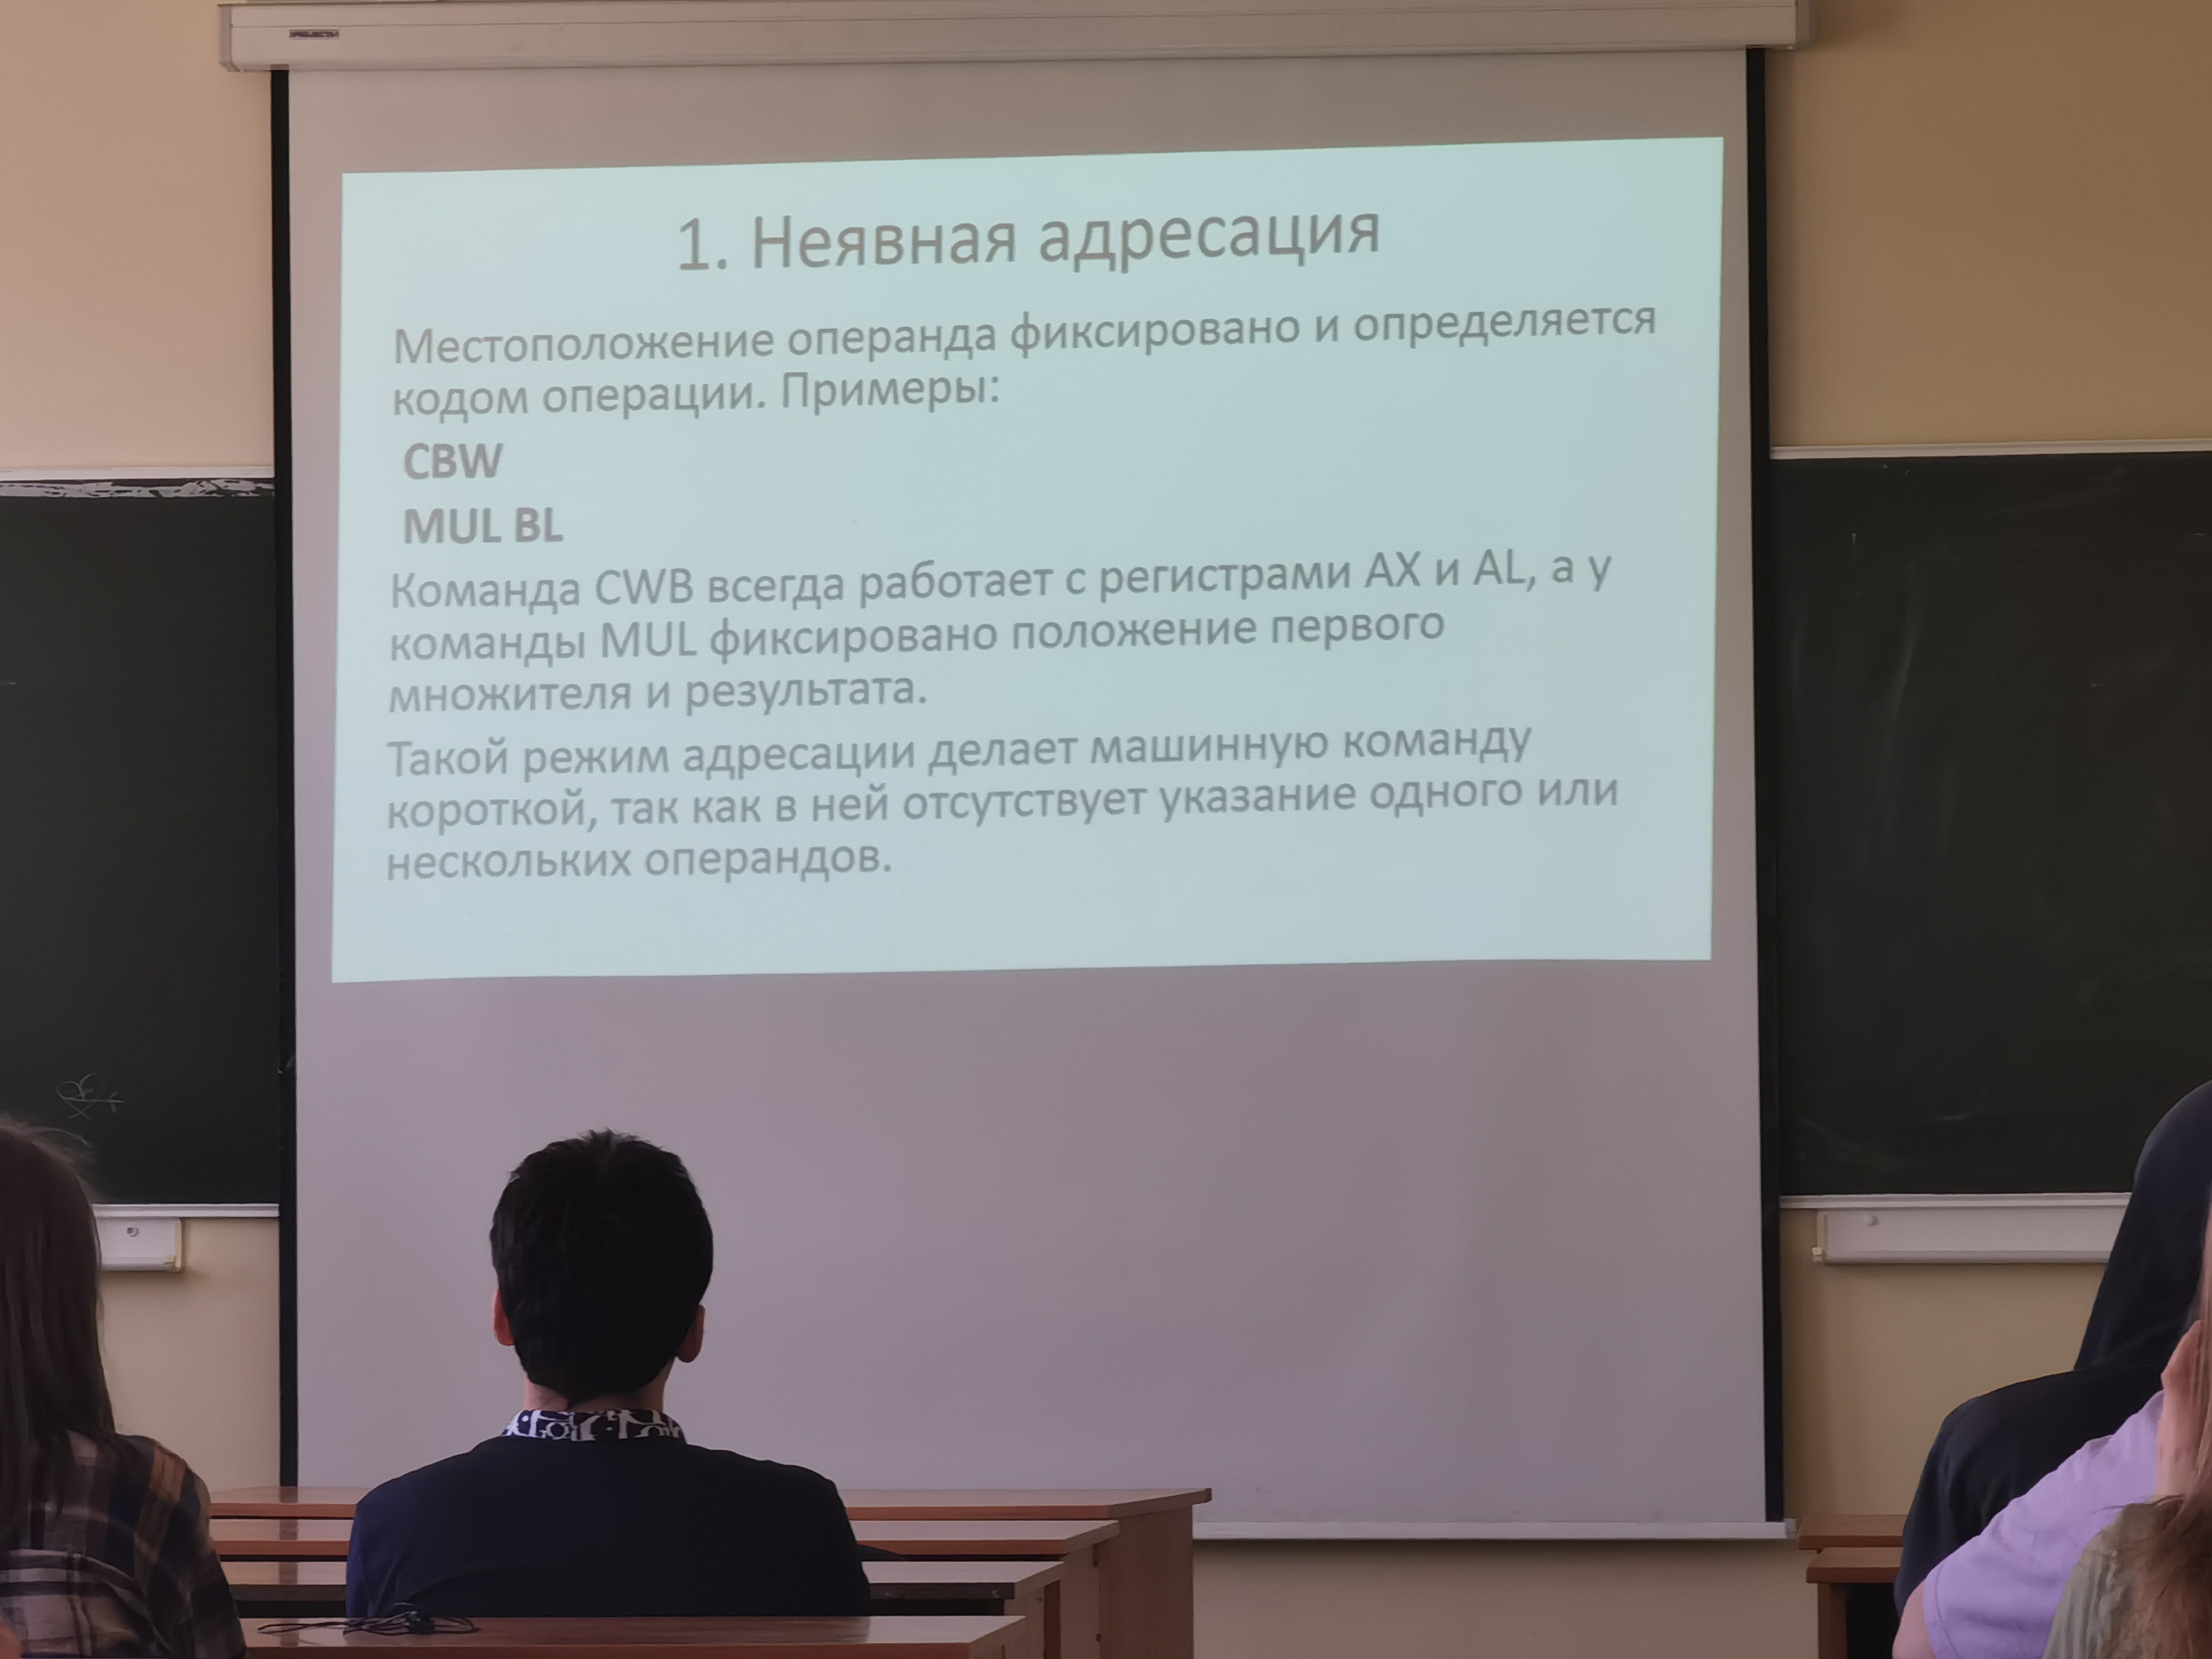 1. Неявная адресация
Местоположение операнда фиксировано и определяется
кодом операции. Примеры:
CBW
MUL BL
Команда CWB всегда работает с регистрами AX и AL, а у
команды MUL фиксировано положение первого
множителя и результата.
Такой режим адресации делает машинную команду
короткой, так как в ней отсутствует указание одного или
нескольких операндов.